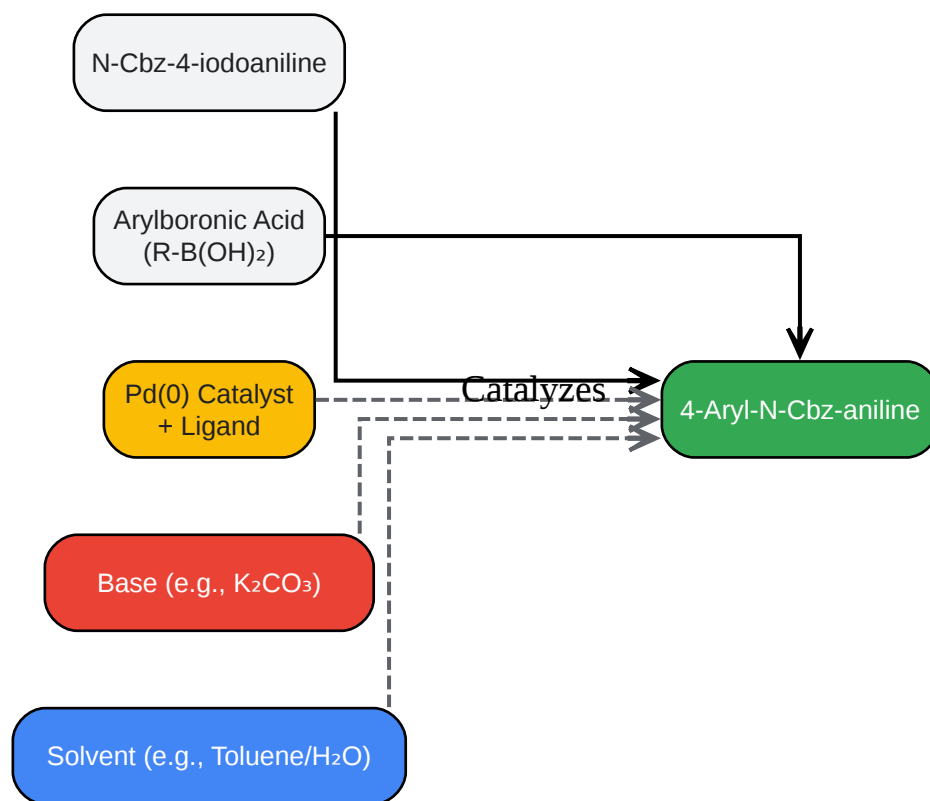 N-Cbz-4-iodoaniline
Arylboronic Acid
(R-B(OH)₂)
Pd(0) Catalyst
+ Ligand
Catalyzes
4-Aryl-N-Cbz-aniline
Base (e.g., K₂CO₃)
Solvent (e.g., Toluene/H₂O)